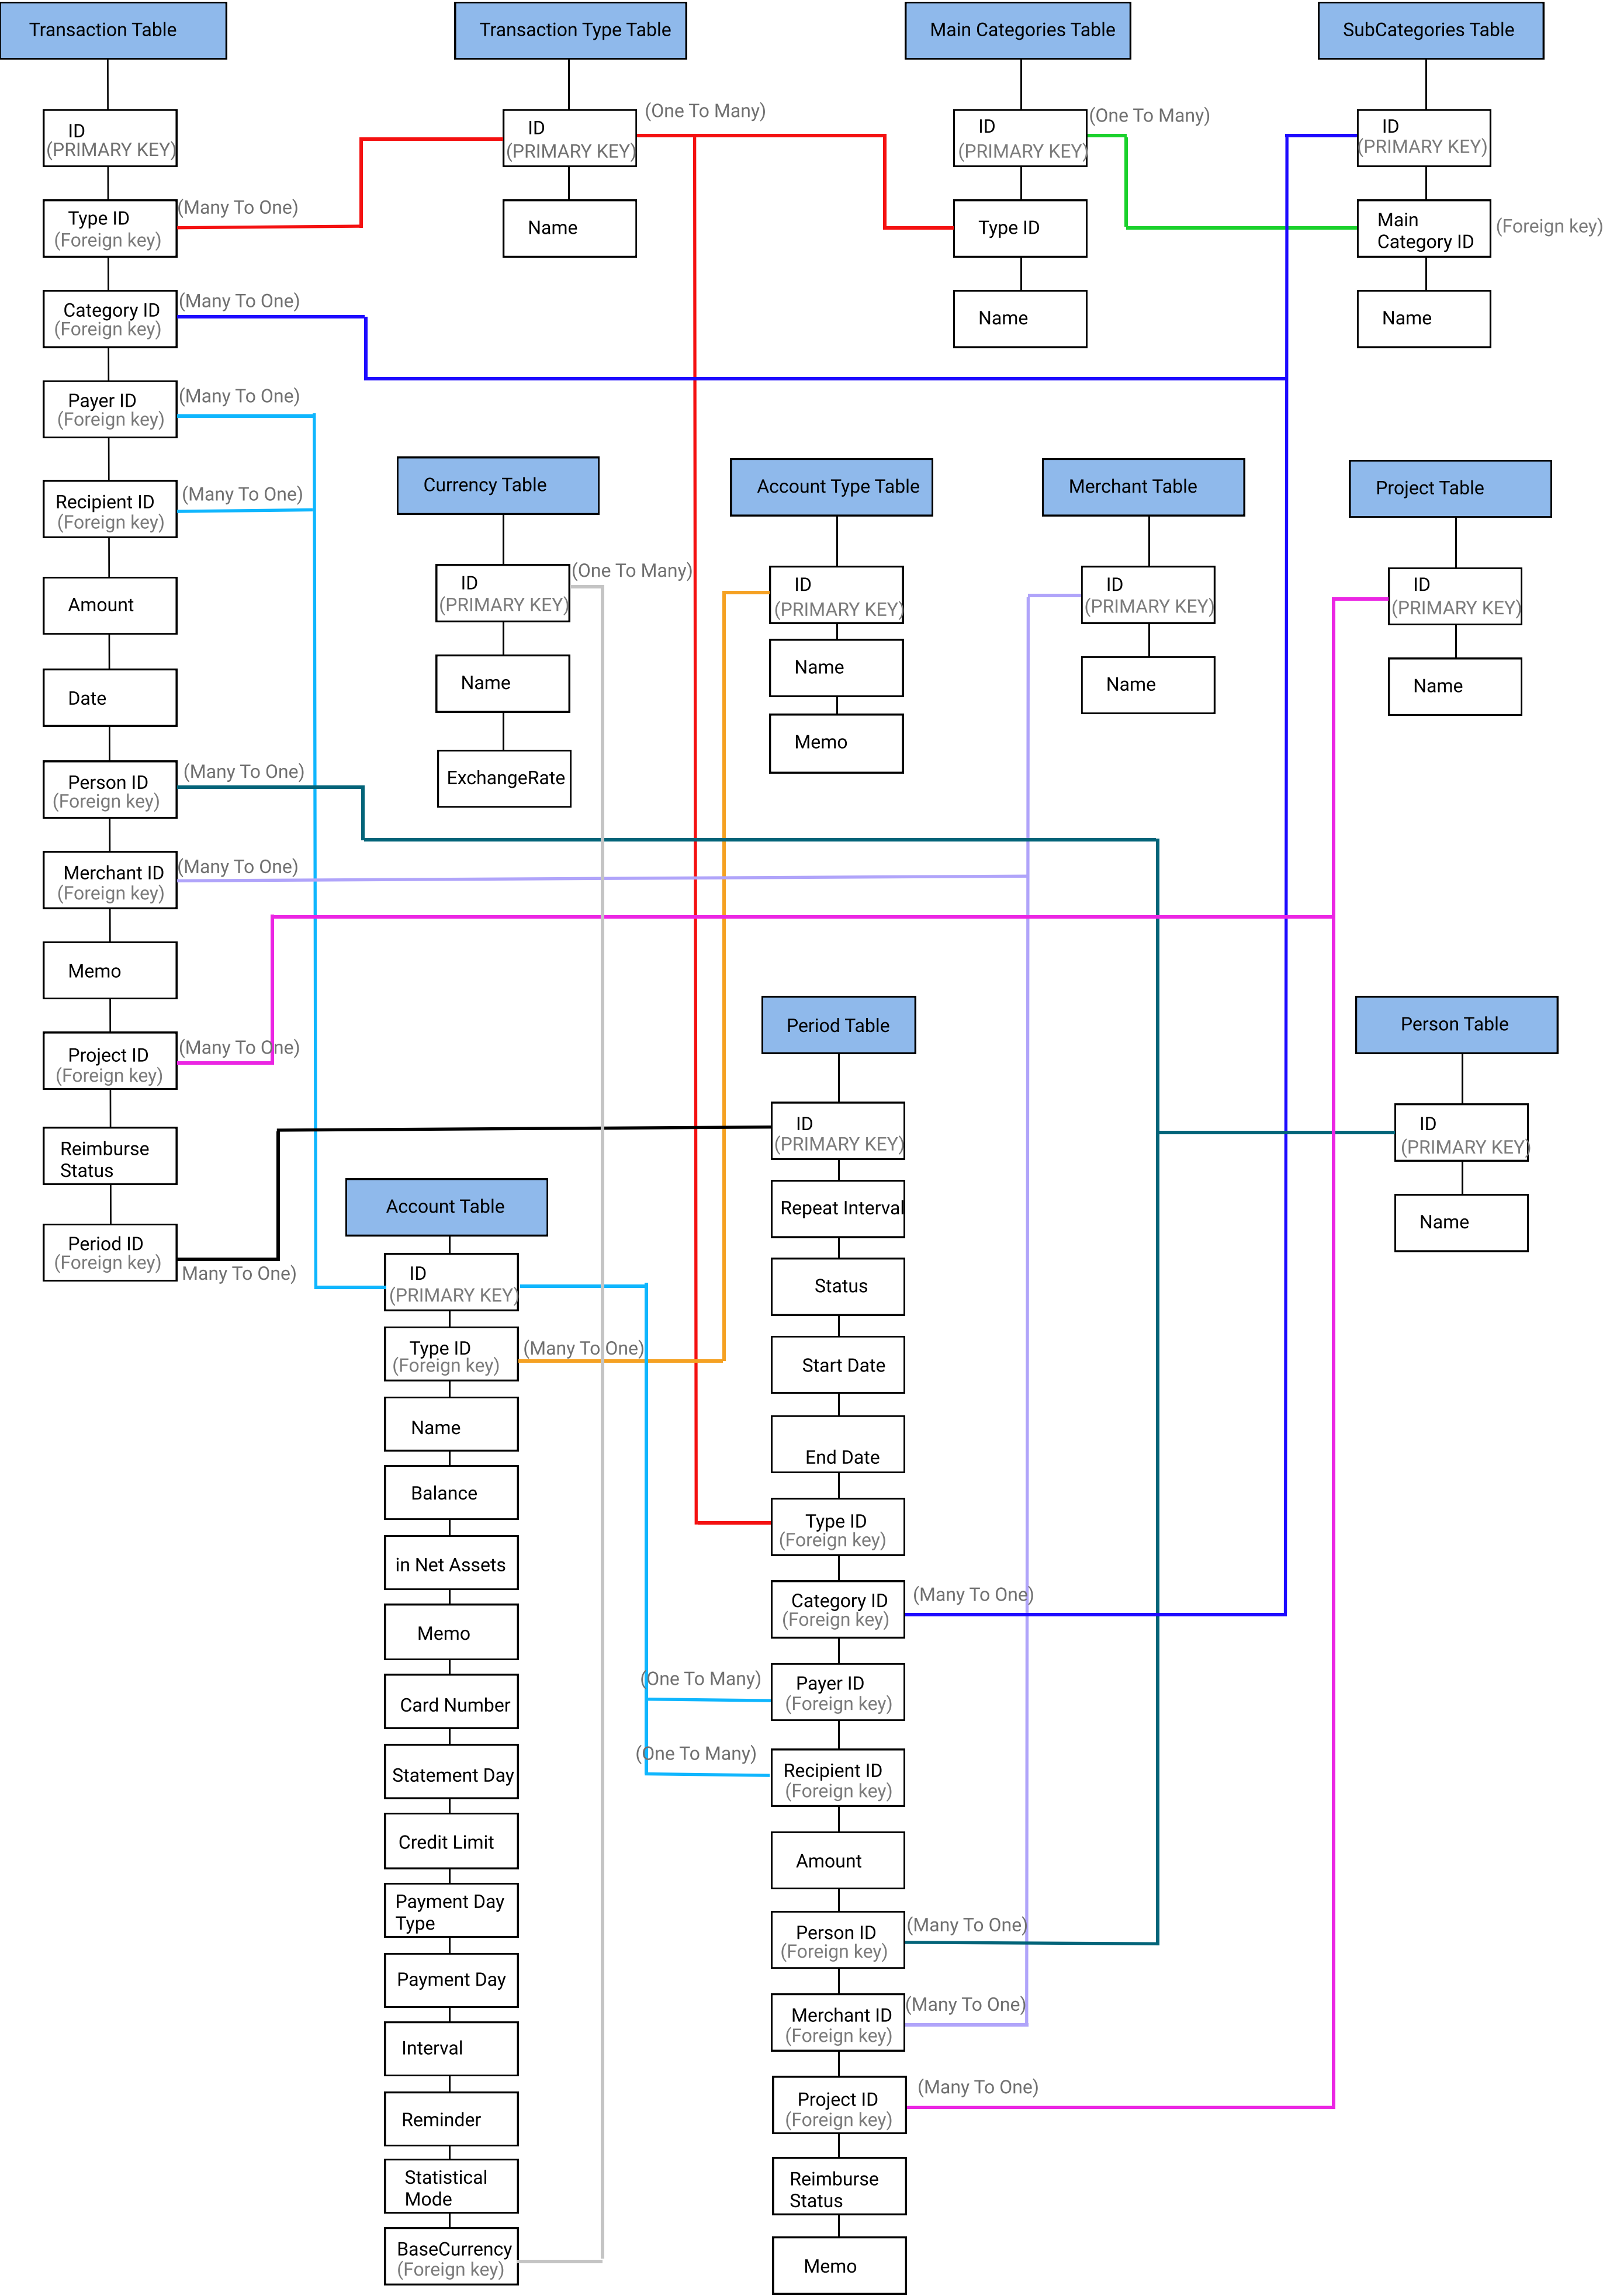 Transaction Table
ID
(PRIMARY KEY)
Type ID
(Foreign key)
(Many To One)
Category ID
(Foreign key)
(Many To One)
Payer ID
(Foreign key)
(Many To One)
Recipient ID
(Foreign key)
(Many To One)
Amount
Date
Person ID
(Foreign key)
(Many To One)
Merchant ID
(Foreign key)
(Many To One)
Memo
Project ID
(Foreign key)
(Many To One)
Reimburse
Status
Period ID
(Foreign key)
Many To One)
Transaction Type Table
ID
(PRIMARY KEY)
(One To Many)
Name
Main Categories Table
ID
(PRIMARY KEY)
(One To Many)
Type ID
Name
SubCategories Table
ID
(PRIMARY KEY)
Main
Category ID
(Foreign key)
Name
Currency Table
ID
(PRIMARY KEY)
(One To Many)
Name
ExchangeRate
Account Type Table
ID
(PRIMARY KEY)
Name
Memo
Merchant Table
ID
(PRIMARY KEY)
Name
Project Table
ID
(PRIMARY KEY)
Name
Account Table
ID
(PRIMARY KEY)
Type ID
(Foreign key)
(Many To One)
Name
Balance
in Net Assets
Memo
Card Number
Statement Day
Credit Limit
Payment Day
Type
Payment Day
Interval
Reminder
Statistical
Mode
BaseCurrency
(Foreign key)
Period Table
ID
(PRIMARY KEY)
Repeat Interval
Status
Start Date
End Date
Type ID
(Foreign key)
Category ID
(Foreign key)
(Many To One)
Payer ID
(Foreign key)
(One To Many)
Recipient ID
(Foreign key)
(One To Many)
Amount
Person ID
(Foreign key)
(Many To One)
Merchant ID
(Foreign key)
(Many To One)
Project ID
(Foreign key)
(Many To One)
Reimburse
Status
Memo
Person Table
ID
(PRIMARY KEY)
Name